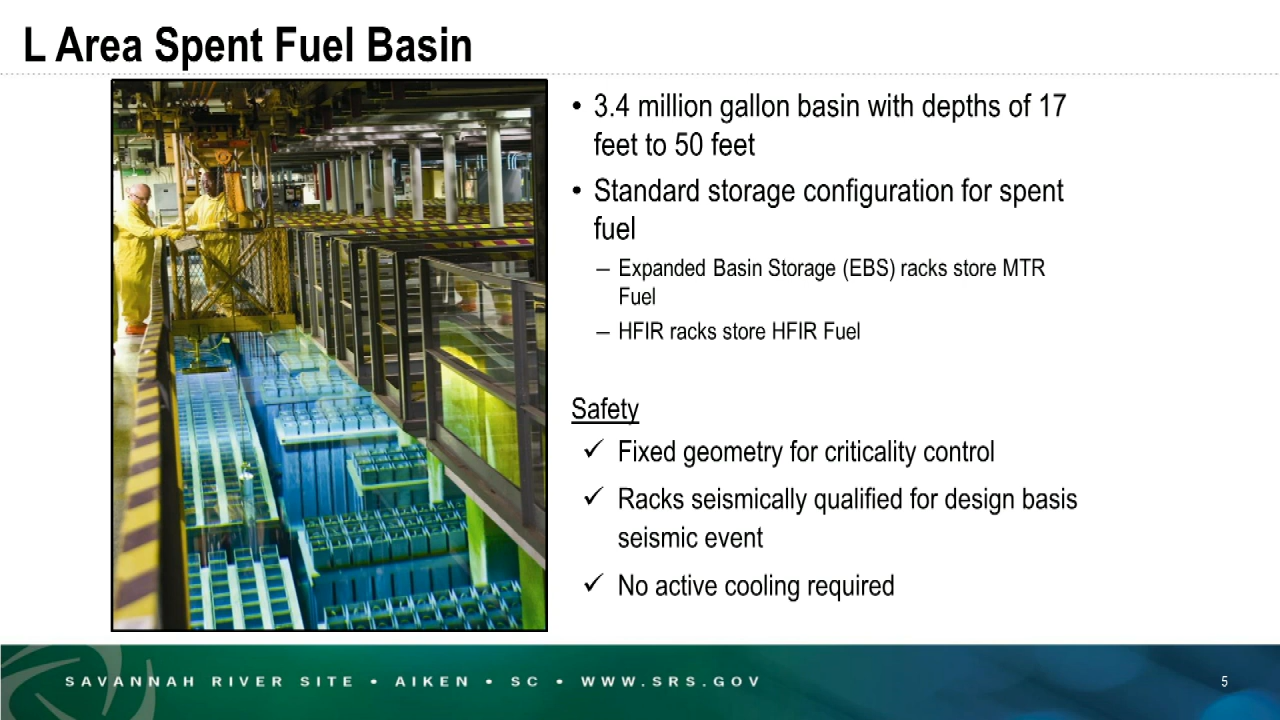 L Area Spent Fuel Basin
• 3.4 million gallon basin with depths of 17
feet to 50 feet
• Standard storage configuration for spent
fuel
– Expanded Basin Storage (EBS) racks store MTR
Fuel
– HFIR racks store HFIR Fuel
Safety
✓ Fixed geometry for criticality control
✓ Racks seismically qualified for design basis
seismic event
✓ No active cooling required
SAVANNAH RIVER SITE • AIKEN • SC • WWW.SRS.GOV
5